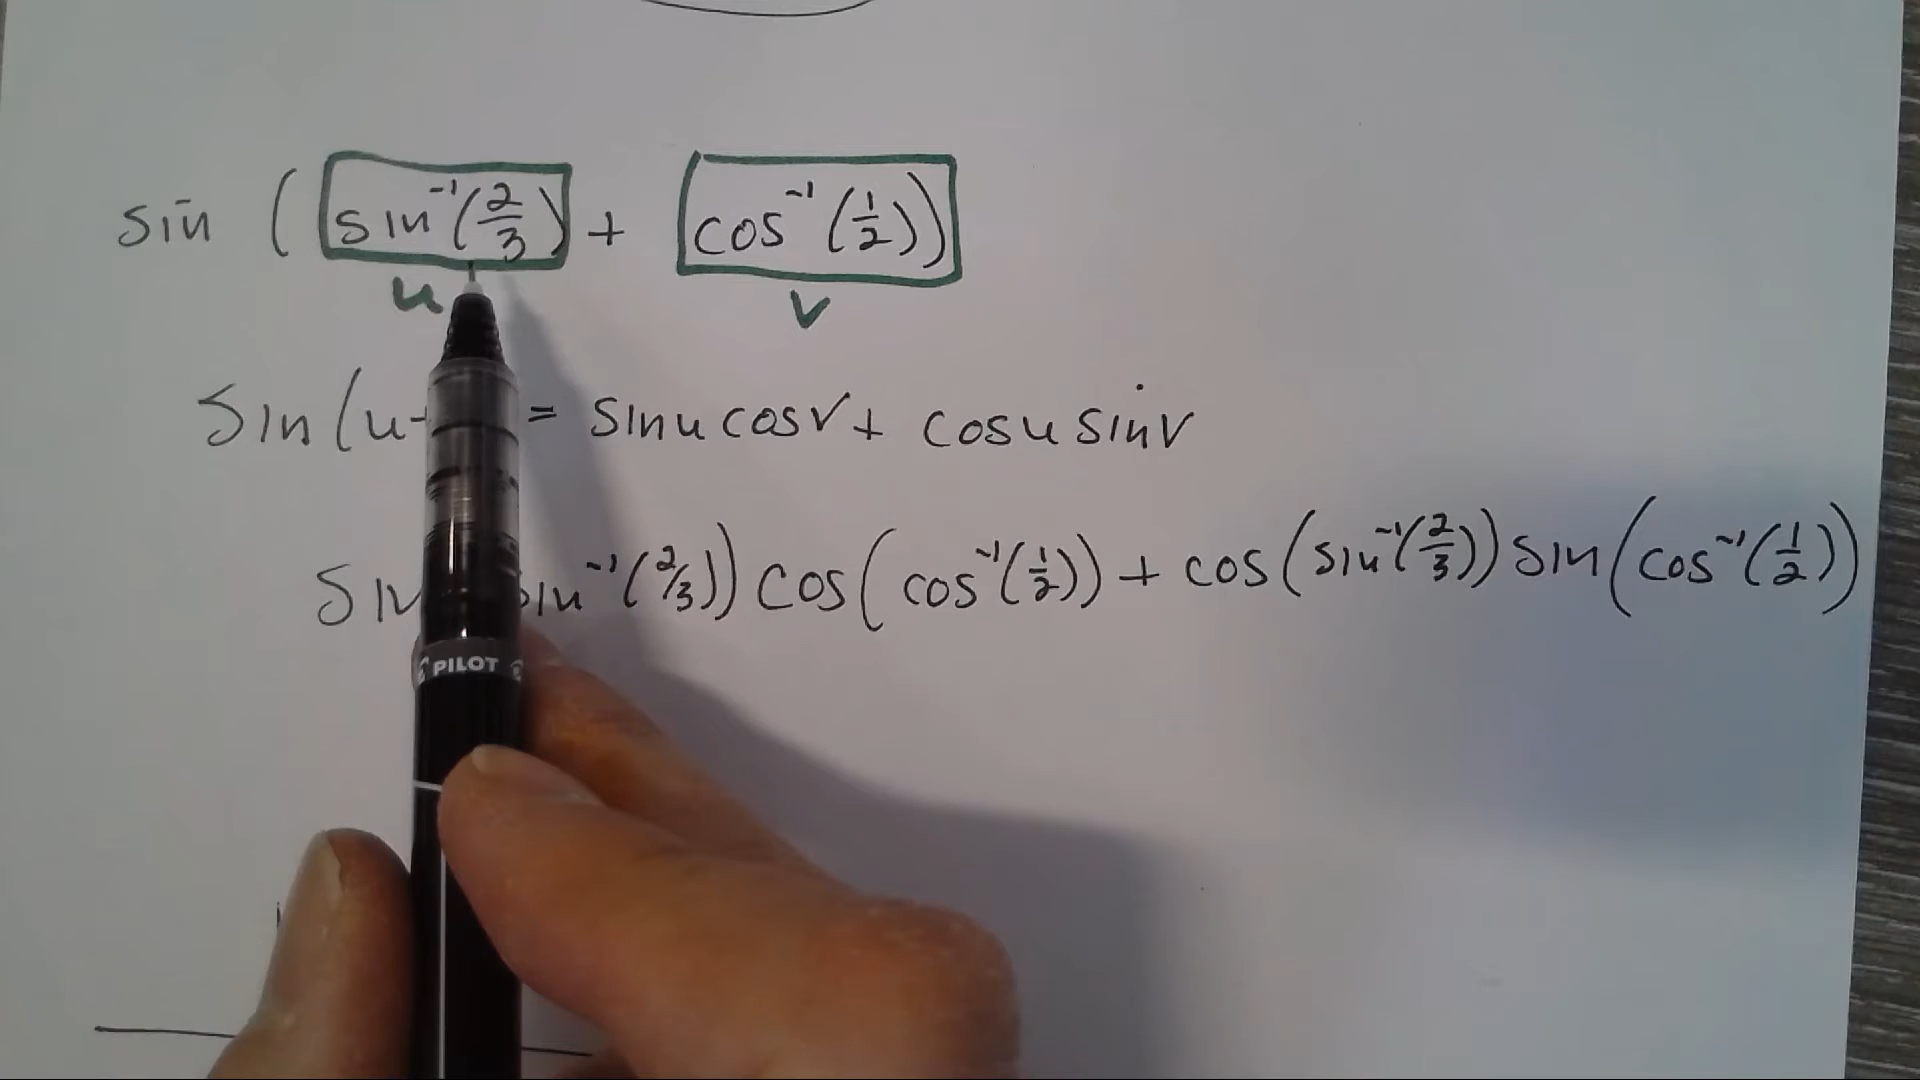 sin ( sin⁻¹(2/3) + cos⁻¹(1/2))
u v
sin(u = sinu cosv + cosu sinv
sin⁻¹(2/3)) cos(cos⁻¹(1/2)) + cos(sin⁻¹(2/3)) sin(cos⁻¹(1/2))
PILOT